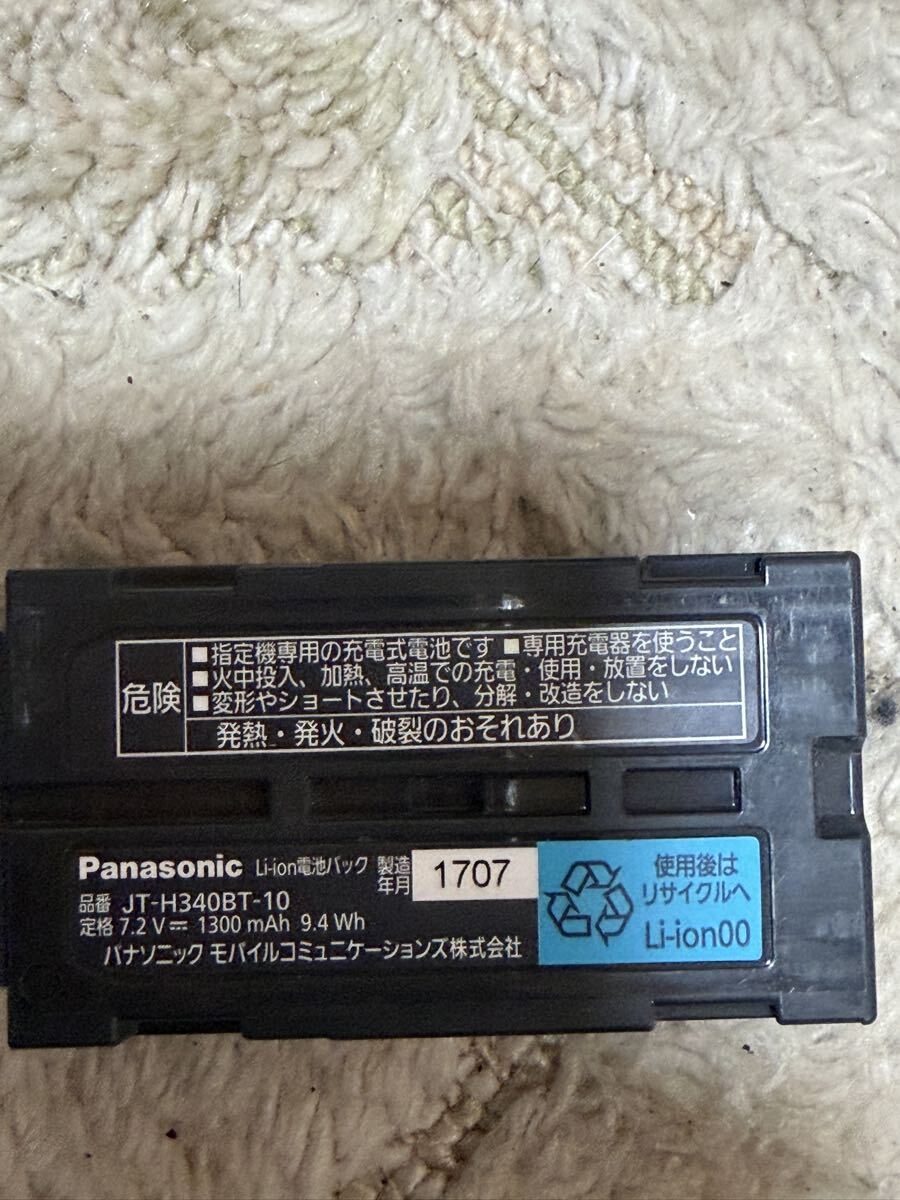 危険
■指定機専用の充電式電池です ■専用充電器を使うこと
■火中投入、加熱、高温での充電・使用・放置をしない
■変形やショートさせたり、分解・改造をしない
発熱・発火・破裂のおそれあり
Panasonic Li-ion電池パック 製造年月 1707
品番 JT-H340BT-10
定格 7.2 V⎓ 1300 mAh 9.4 Wh
パナソニック モバイルコミュニケーションズ株式会社
使用後は
リサイクルへ
Li-ion00